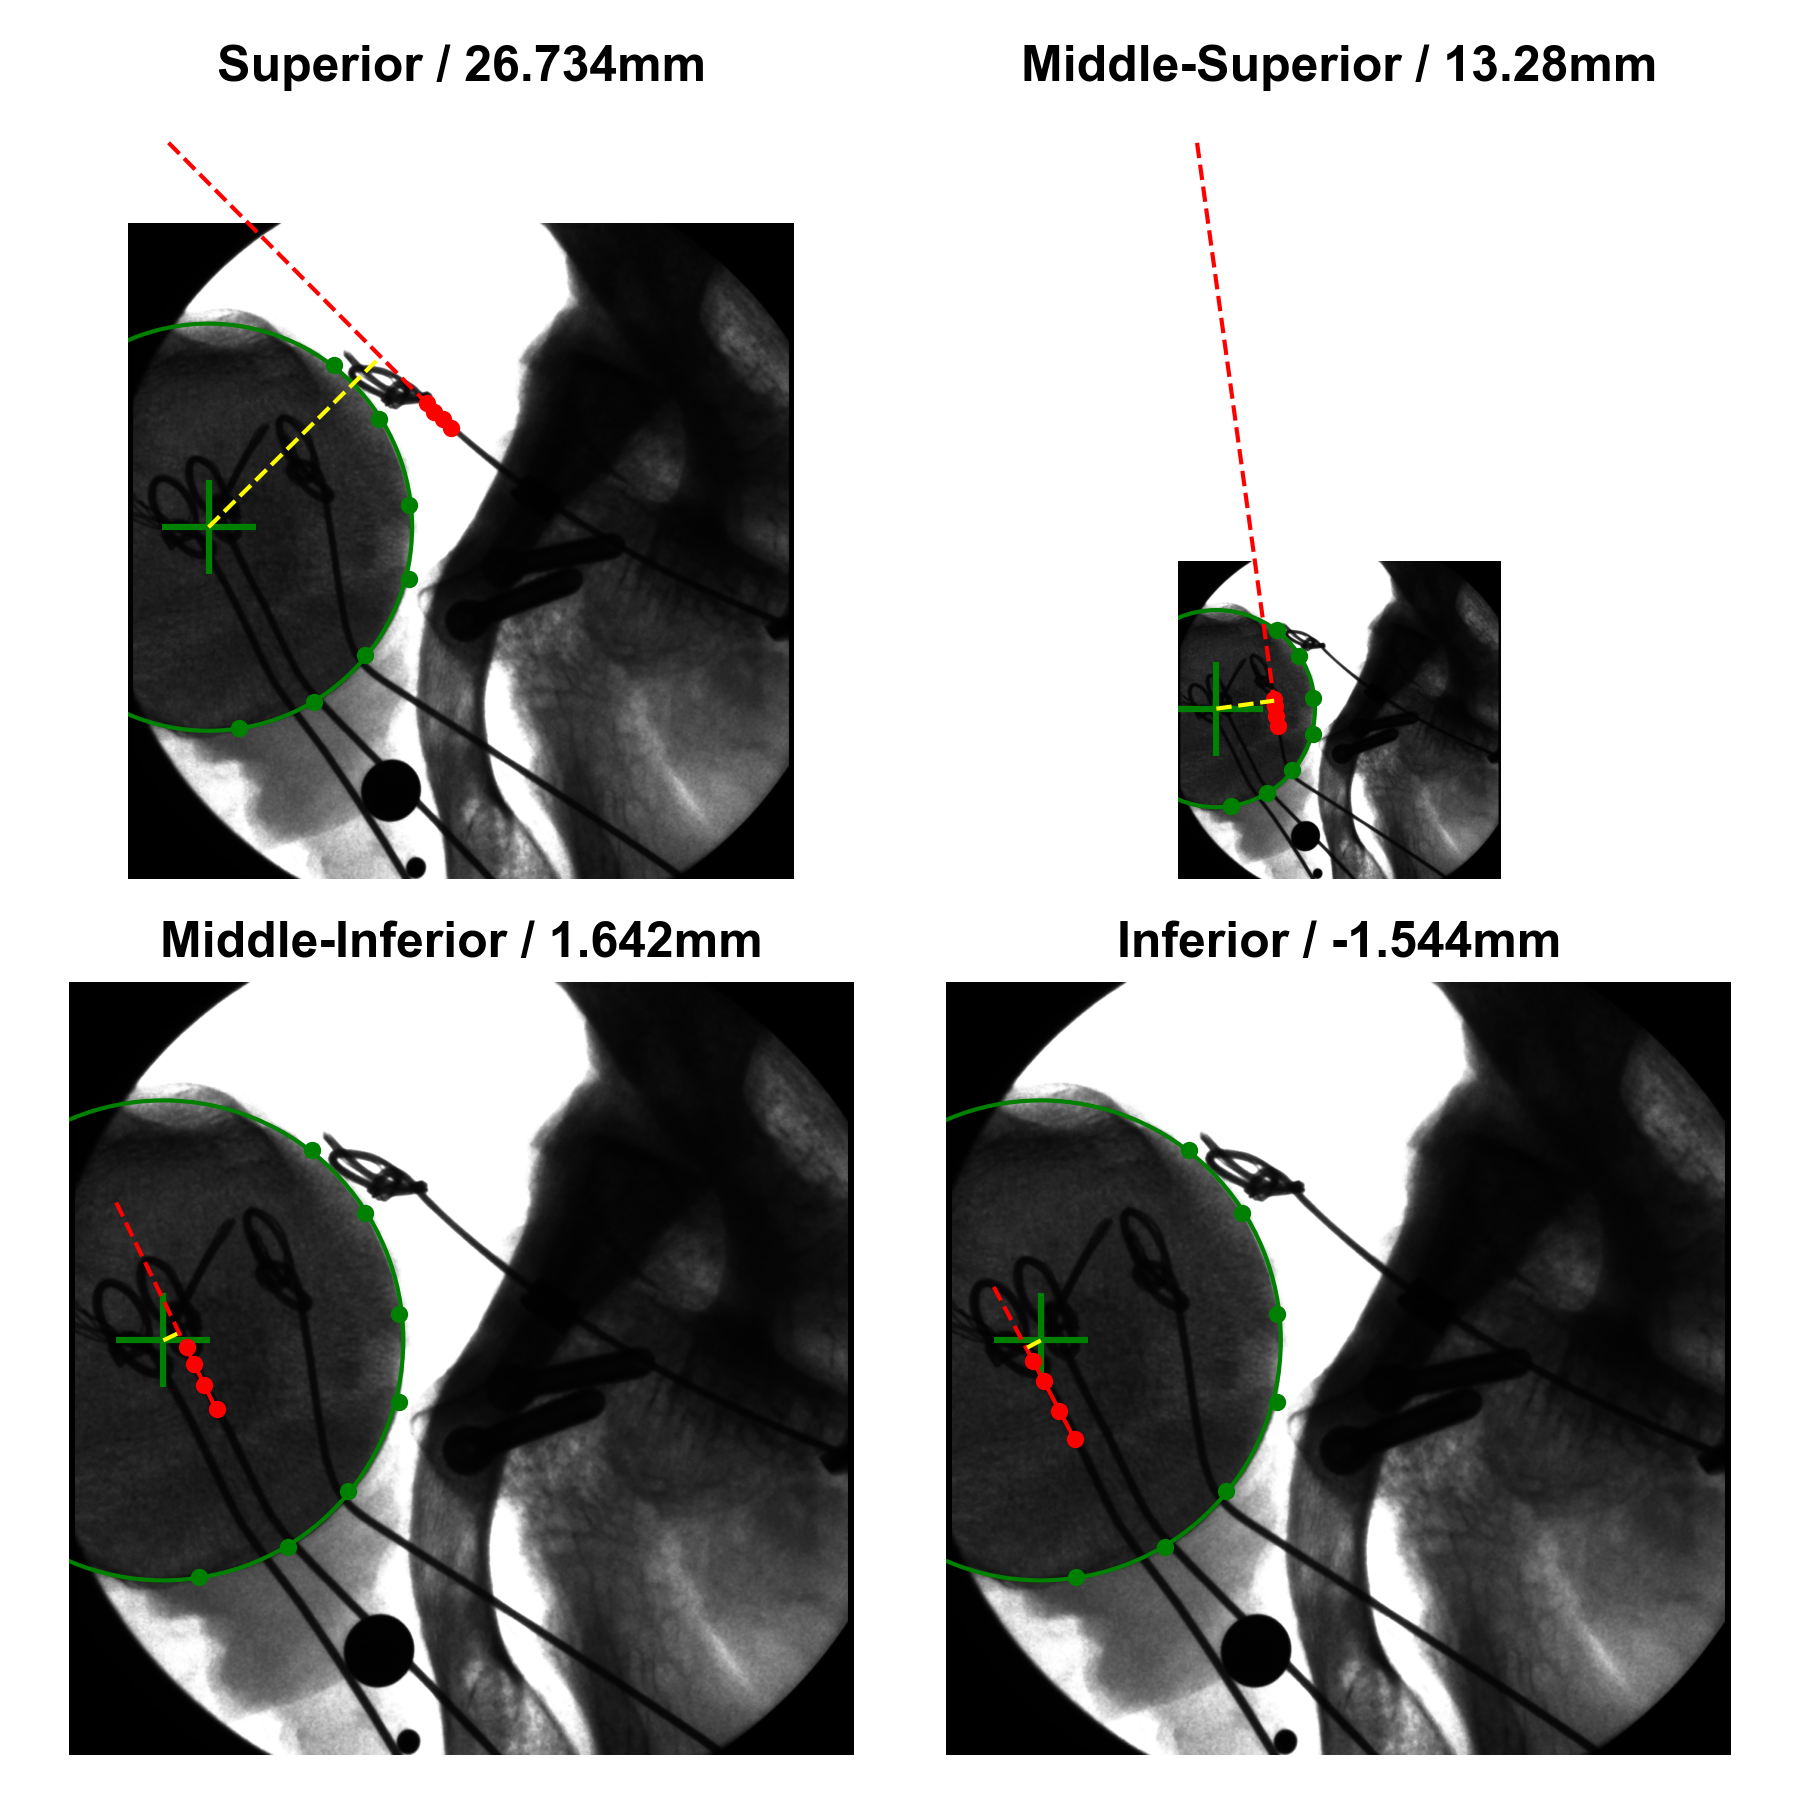 Superior / 26.734mm
Middle-Superior / 13.28mm
Middle-Inferior / 1.642mm
Inferior / -1.544mm